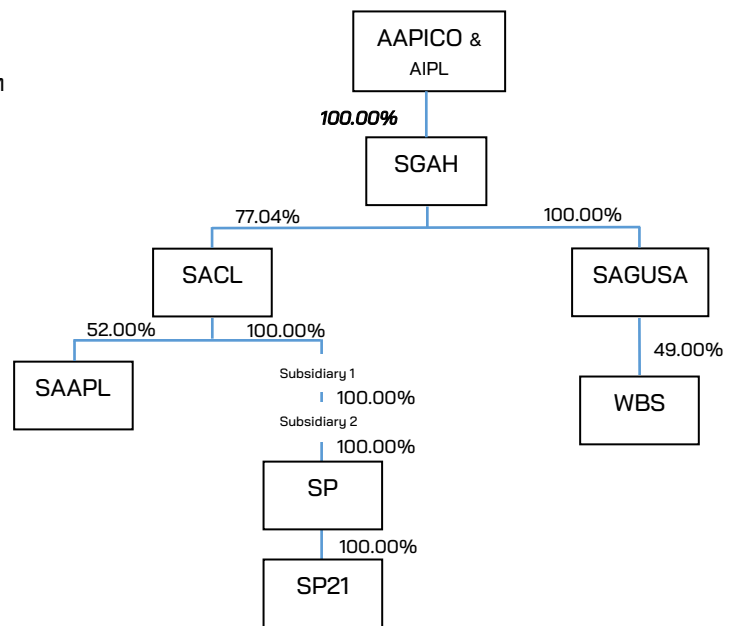 AAPICO &
AIPL
100.00%
SGAH
77.04%
100.00%
SACL
SAGUSA
52.00%
100.00%
49.00%
SAAPL
Subsidiary 1
100.00%
WBS
Subsidiary 2
100.00%
SP
100.00%
SP21